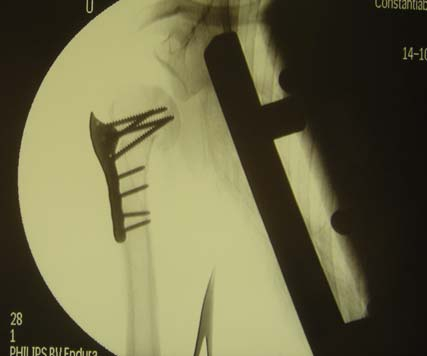 Constantiab
14-10
28
1
PHILIPS BV Endura